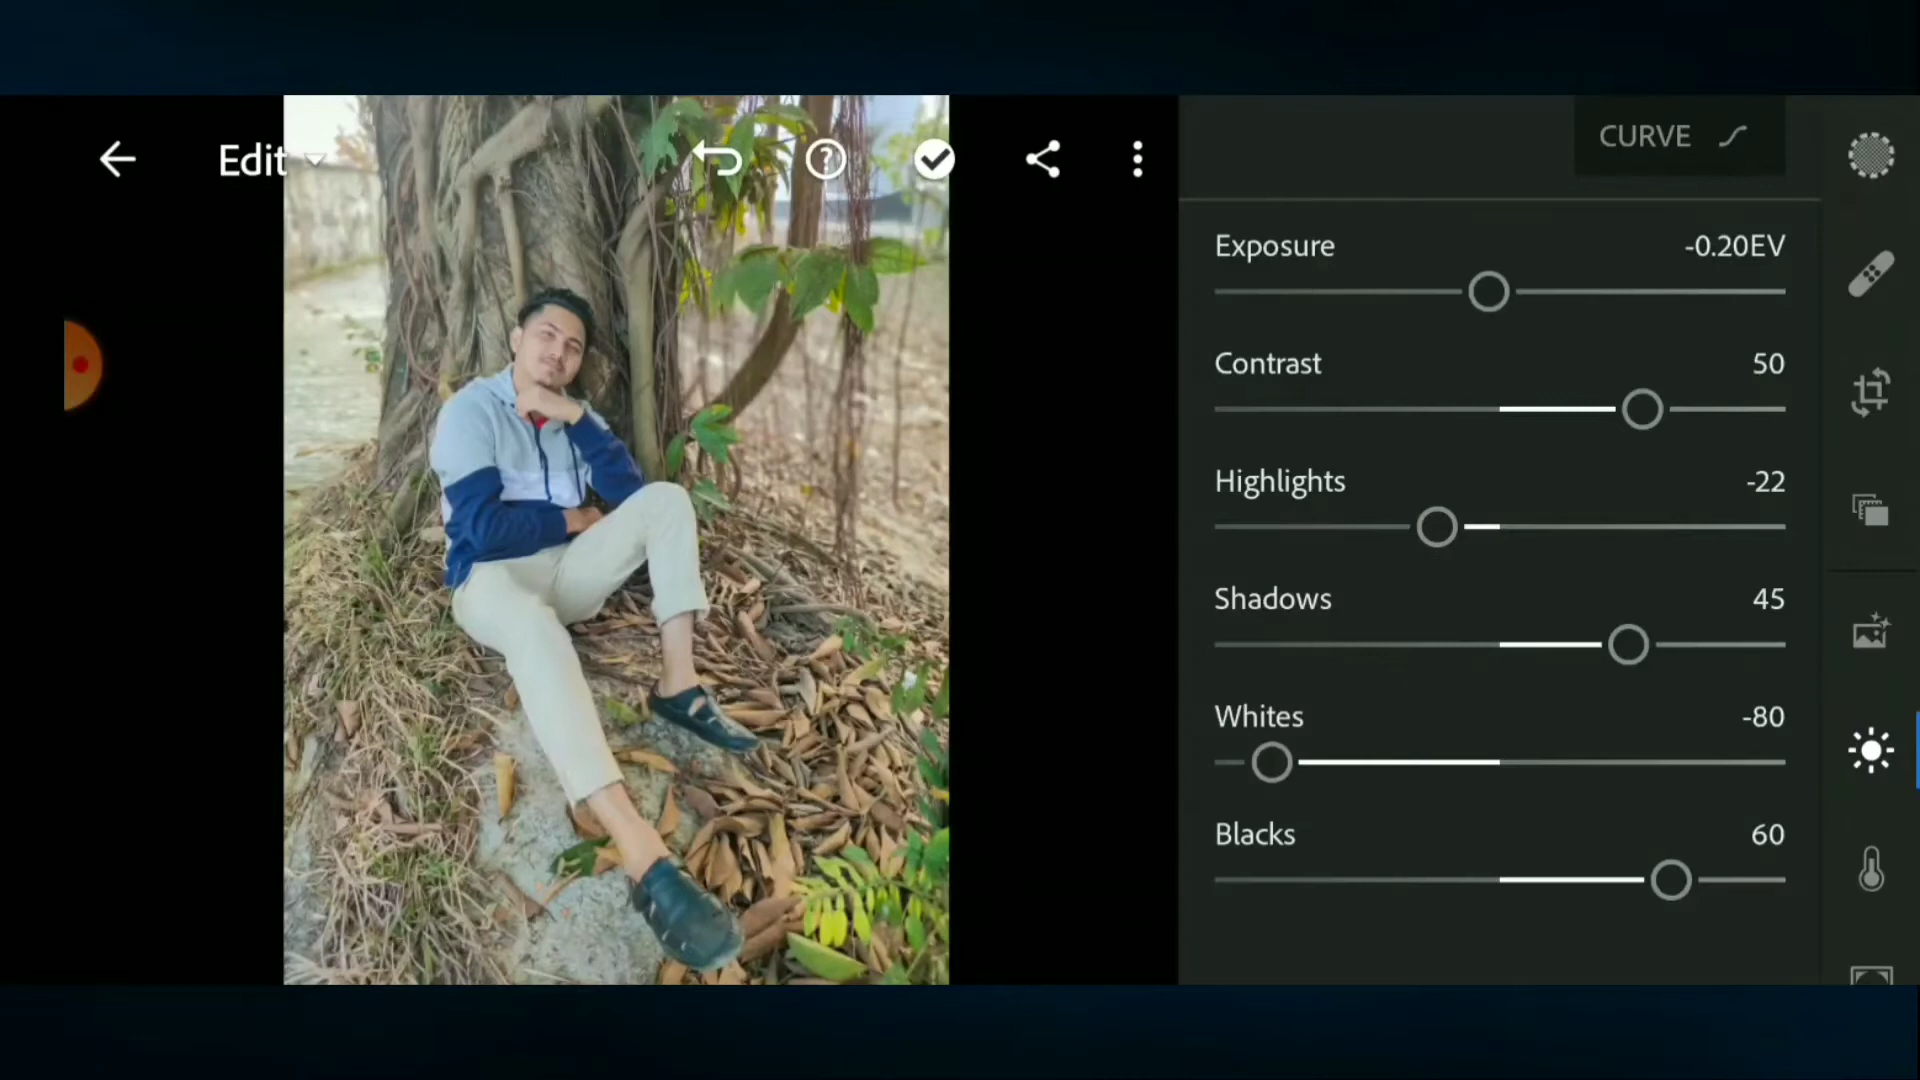 Edit
CURVE
Exposure -0.20EV
Contrast 50
Highlights -22
Shadows 45
Whites -80
Blacks 60